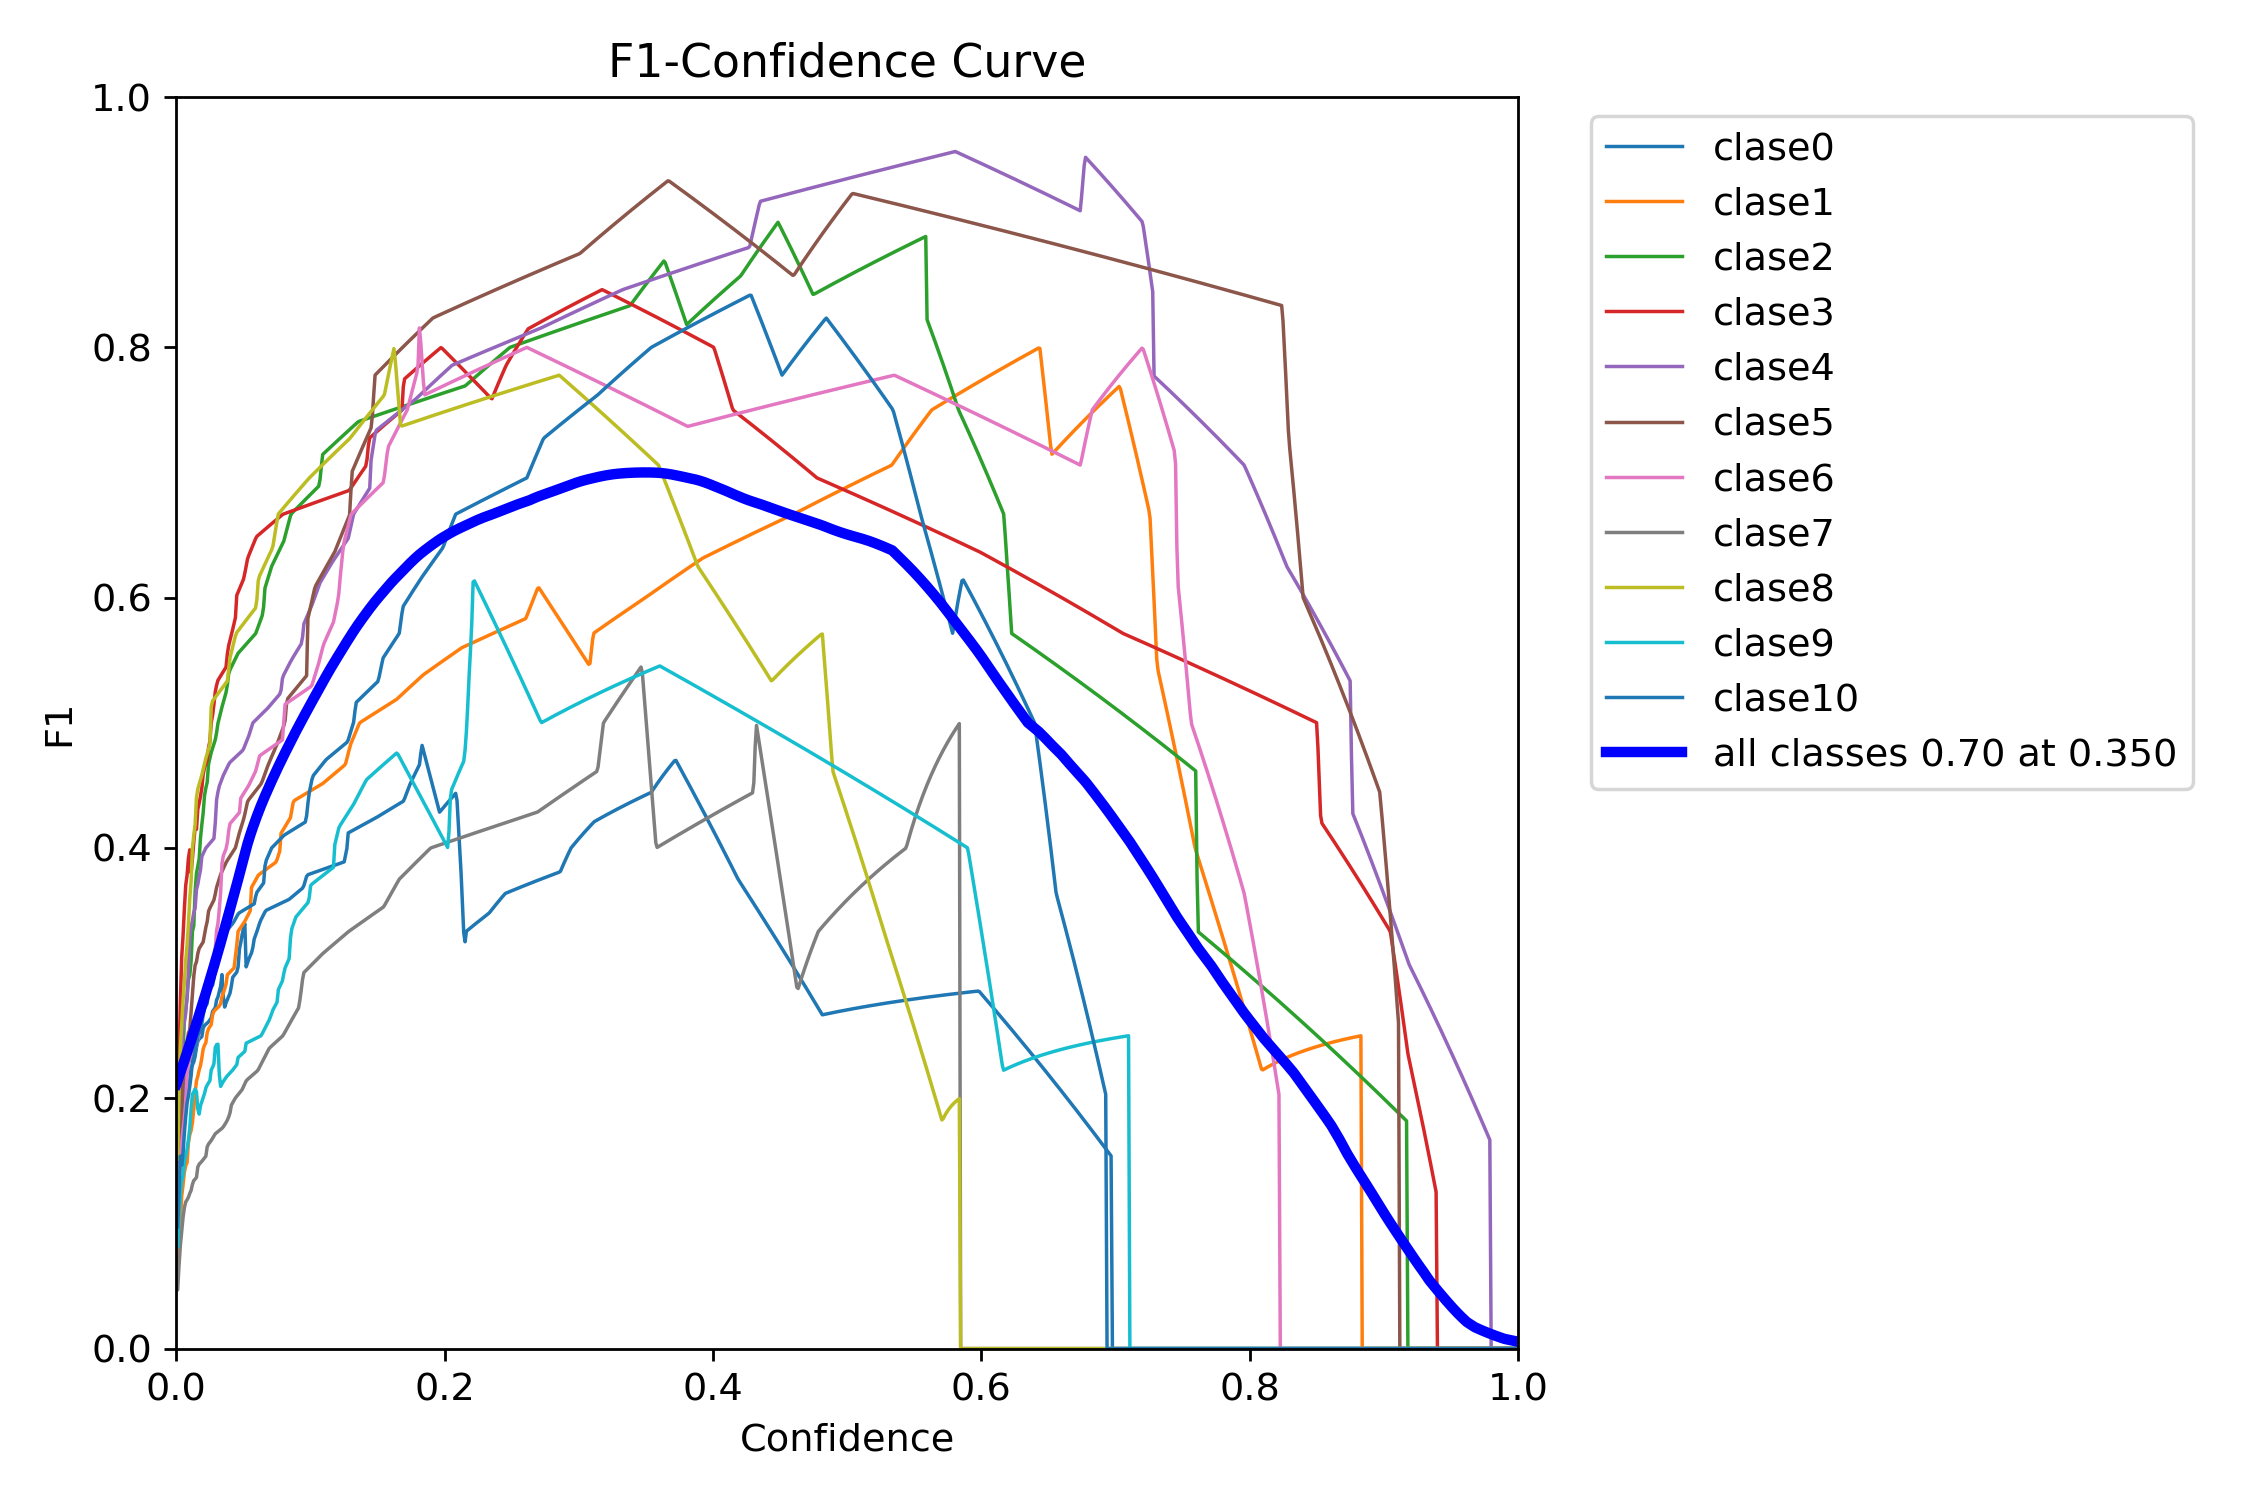 F1-Confidence Curve
F1
1.0
0.8
0.6
0.4
0.2
0.0
0.0 0.2 0.4 0.6 0.8 1.0
Confidence
clase0
clase1
clase2
clase3
clase4
clase5
clase6
clase7
clase8
clase9
clase10
all classes 0.70 at 0.350